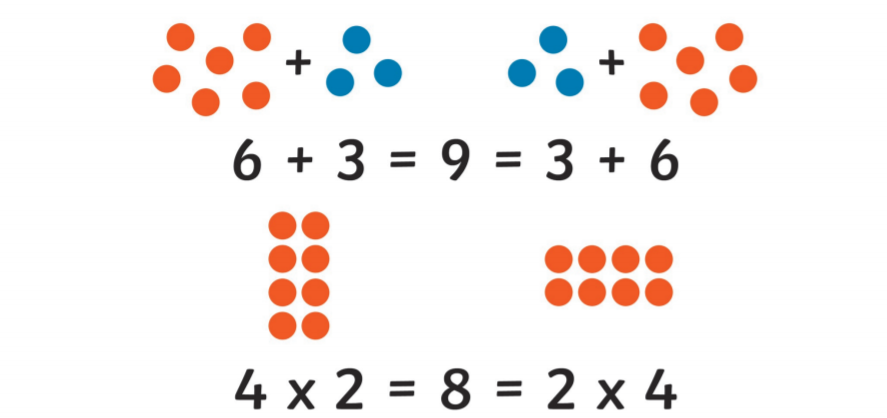 + +
6 + 3 = 9 = 3 + 6
4 x 2 = 8 = 2 x 4